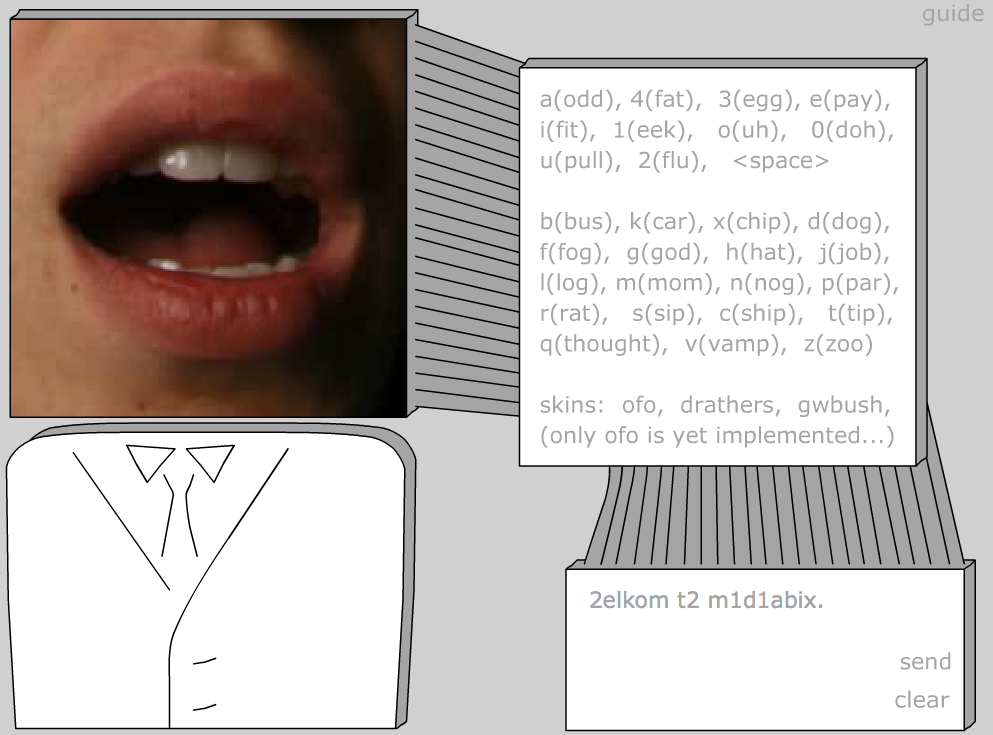 guide
a(odd), 4(fat), 3(egg), e(pay),
i(fit), 1(eek), o(uh), 0(doh),
u(pull), 2(flu), <space>
b(bus), k(car), x(chip), d(dog),
f(fog), g(god), h(hat), j(job),
l(log), m(mom), n(nog), p(par),
r(rat), s(sip), c(ship), t(tip),
q(thought), v(vamp), z(zoo)
skins: ofo, drathers, gwbush,
(only ofo is yet implemented...)
2elkom t2 m1d1abix.
send
clear